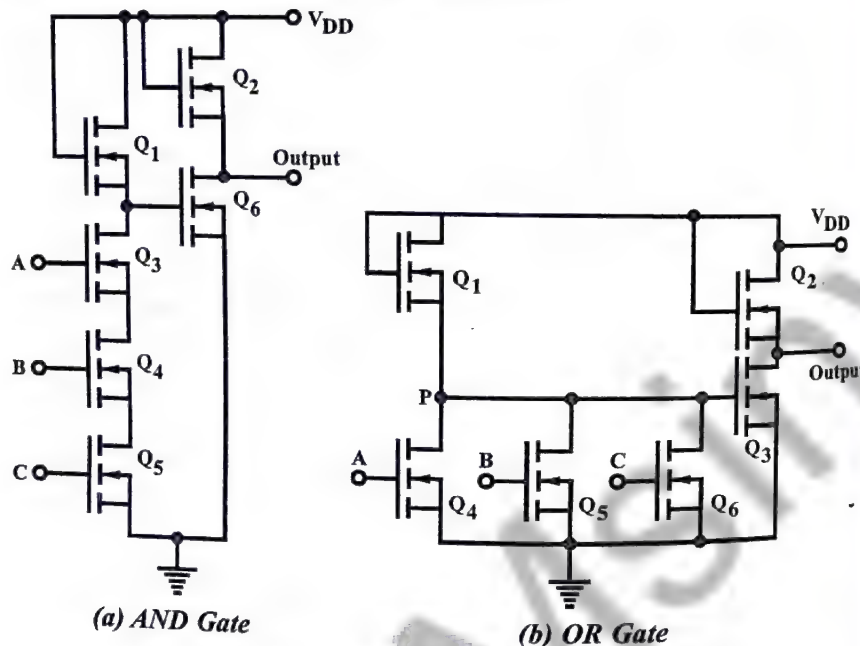 V_DD
Q_2
Q_1
Output
Q_6
A
Q_3
B
Q_4
C
Q_5
(a) AND Gate
V_DD
Q_1
Q_2
Output
P
Q_3
A
B
C
Q_4
Q_5
Q_6
(b) OR Gate